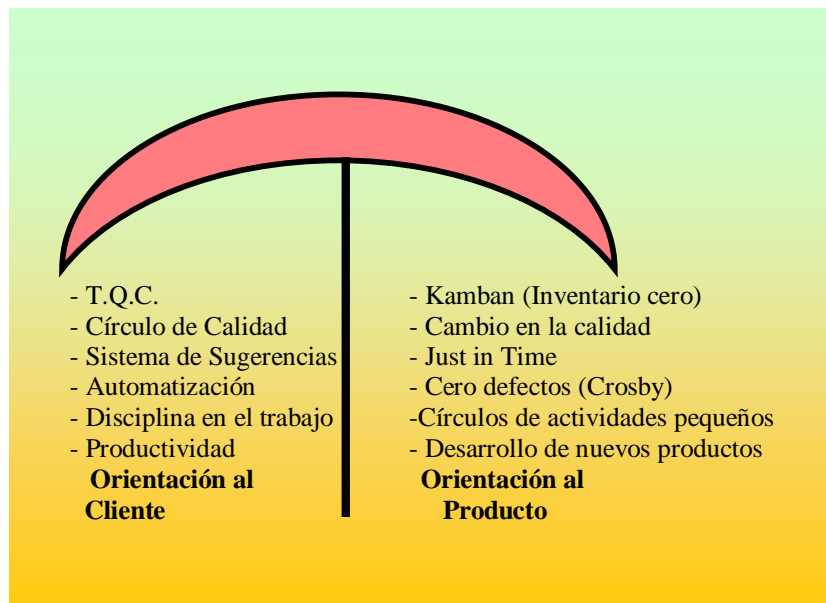 - T.Q.C.
- Círculo de Calidad
- Sistema de Sugerencias
- Automatización
- Disciplina en el trabajo
- Productividad
Orientación al
Cliente
- Kamban (Inventario cero)
- Cambio en la calidad
- Just in Time
- Cero defectos (Crosby)
-Círculos de actividades pequeños
- Desarrollo de nuevos productos
Orientación al
Producto